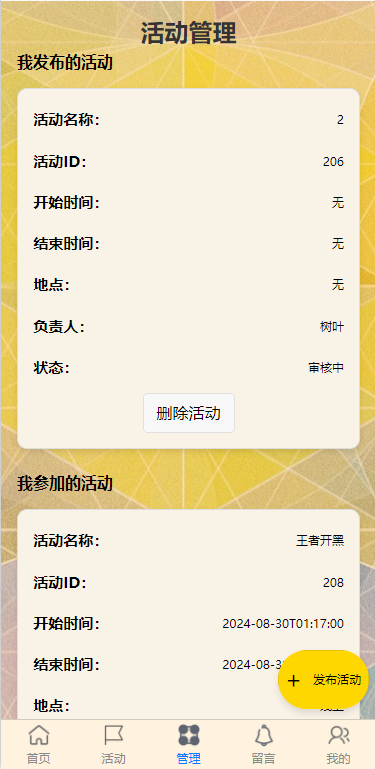 活动管理
我发布的活动
活动名称: 2
活动ID: 206
开始时间: 无
结束时间: 无
地点: 无
负责人: 树叶
状态: 审核中
删除活动
我参加的活动
活动名称: 王者开黑
活动ID: 208
开始时间: 2024-08-30T01:17:00
结束时间: 2024-08-3
+ 发布活动
地点:
首页 活动 管理 留言 我的